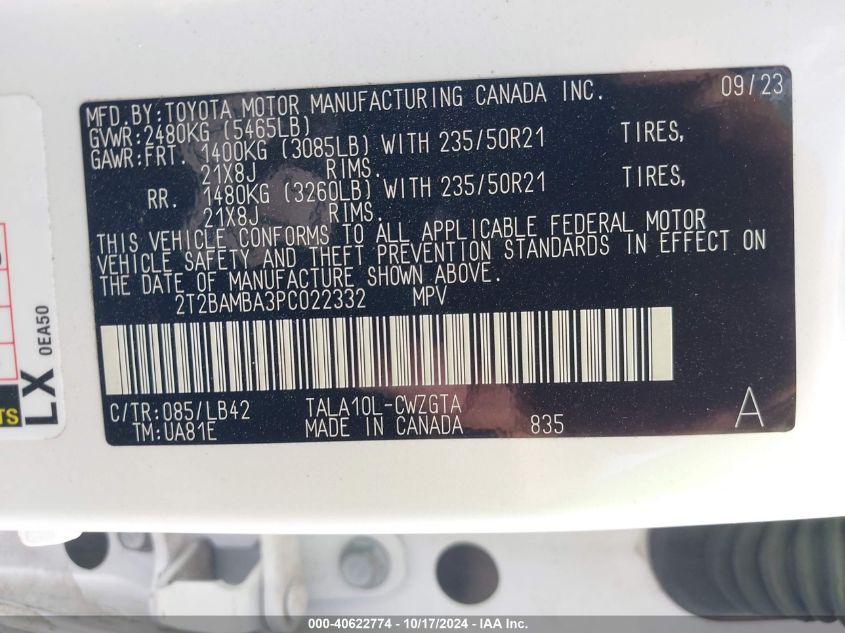 MFD.BY:TOYOTA MOTOR MANUFACTURING CANADA INC. 09/23
GVWR:2480KG (5465LB)
GAWR:FRT. 1400KG (3085LB) WITH 235/50R21 TIRES,
21X8J RIMS.
RR. 1480KG (3260LB) WITH 235/50R21 TIRES,
21X8J RIMS.
THIS VEHICLE CONFORMS TO ALL APPLICABLE FEDERAL MOTOR
VEHICLE SAFETY AND THEFT PREVENTION STANDARDS IN EFFECT ON
THE DATE OF MANUFACTURE SHOWN ABOVE.
2T2BAMBA3PC022332 MPV
C/TR:085/LB42 TALA10L-CWZGTA
TM:UA81E MADE IN CANADA 835 A
LX 0EA50
TS
000-40622774 - 10/17/2024 - IAA Inc.